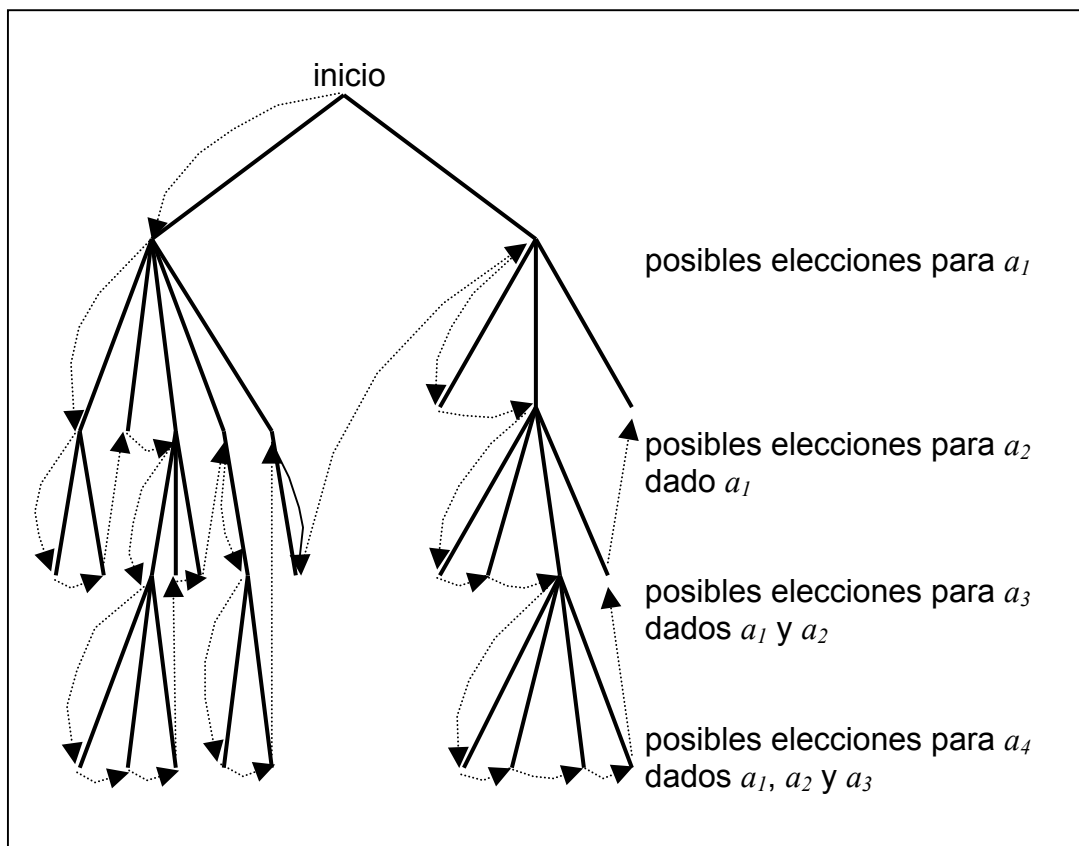 inicio
posibles elecciones para a1
posibles elecciones para a2
dado a1
posibles elecciones para a3
dados a1 y a2
posibles elecciones para a4
dados a1, a2 y a3